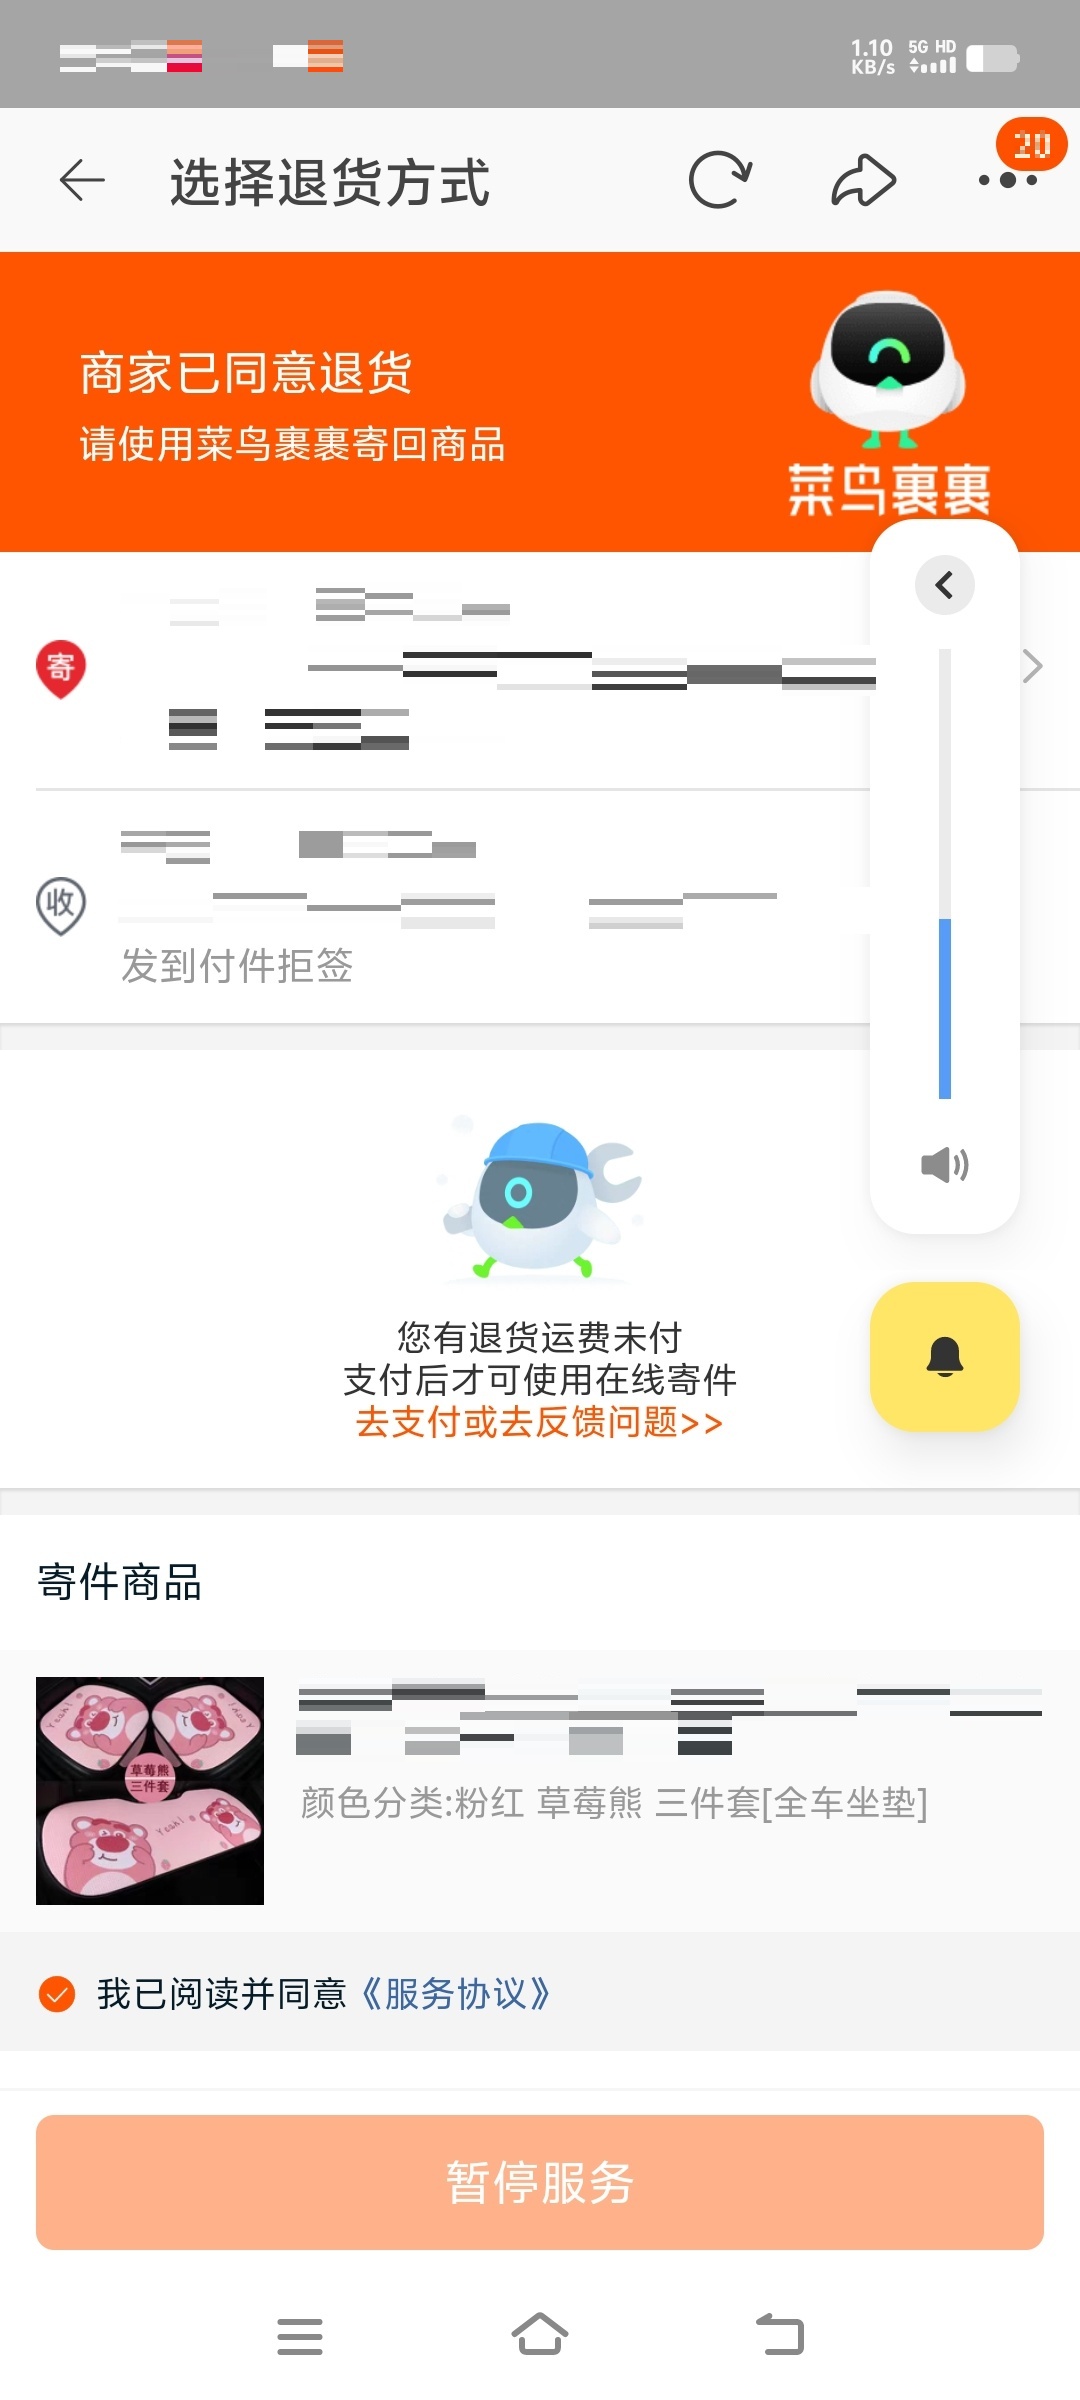 1.10
KB/s
5G HD
选择退货方式
20
商家已同意退货
请使用菜鸟裹裹寄回商品
菜鸟裹裹
寄
收
发到付件拒签
您有退货运费未付
支付后才可使用在线寄件
去支付或去反馈问题>>
寄件商品
草莓熊
三件套
颜色分类:粉红 草莓熊 三件套[全车坐垫]
我已阅读并同意《服务协议》
暂停服务